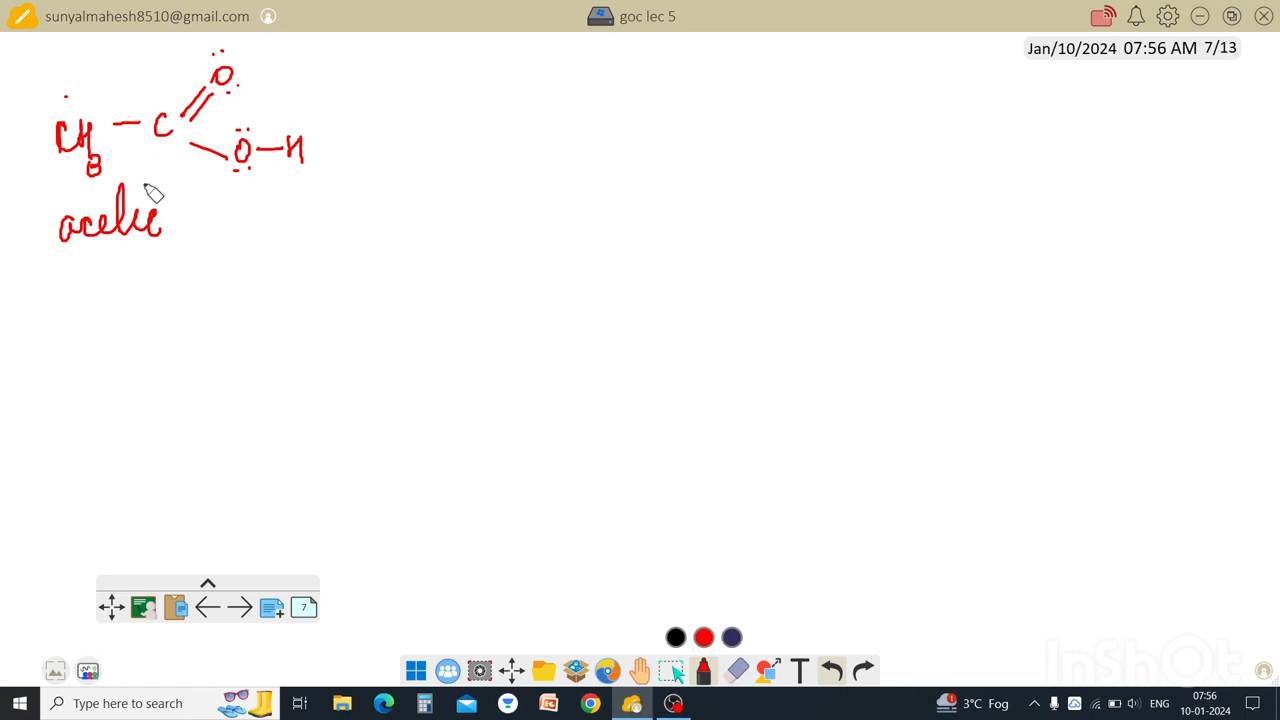 sunyalmahesh8510@gmail.com
goc lec 5
Jan/10/2024 07:56 AM 7/13
O
CH3 – C
O – H
acetic
7
T
Type here to search
3°C Fog
ENG
07:56
10-01-2024
InShOt